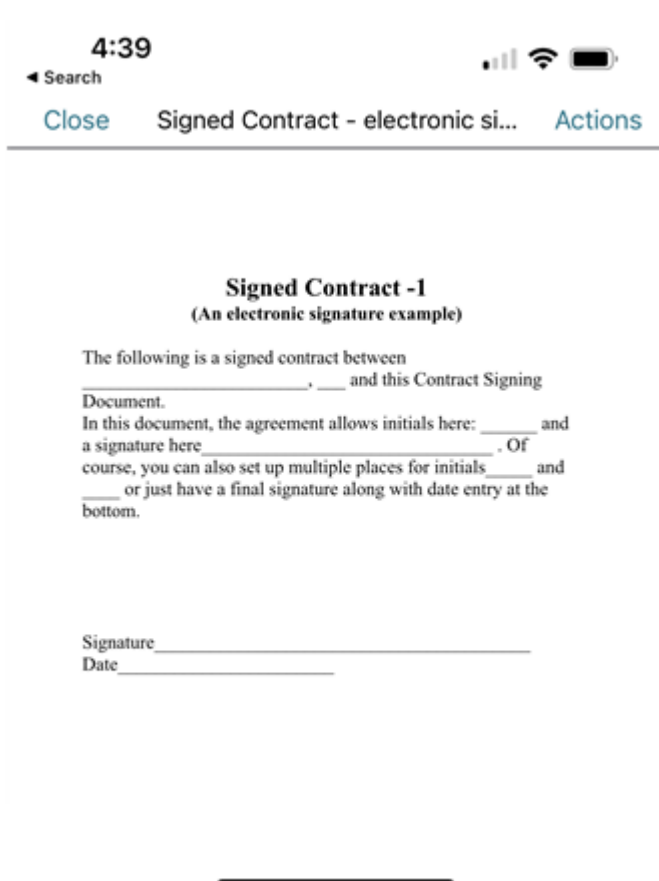 4:39
◀ Search
Close Signed Contract - electronic si... Actions
Signed Contract -1
(An electronic signature example)
The following is a signed contract between
________________________, ___ and this Contract Signing
Document.
In this document, the agreement allows initials here: ______ and
a signature here_______________________________ . Of
course, you can also set up multiple places for initials_____ and
____ or just have a final signature along with date entry at the
bottom.
Signature________________________________________
Date_______________________